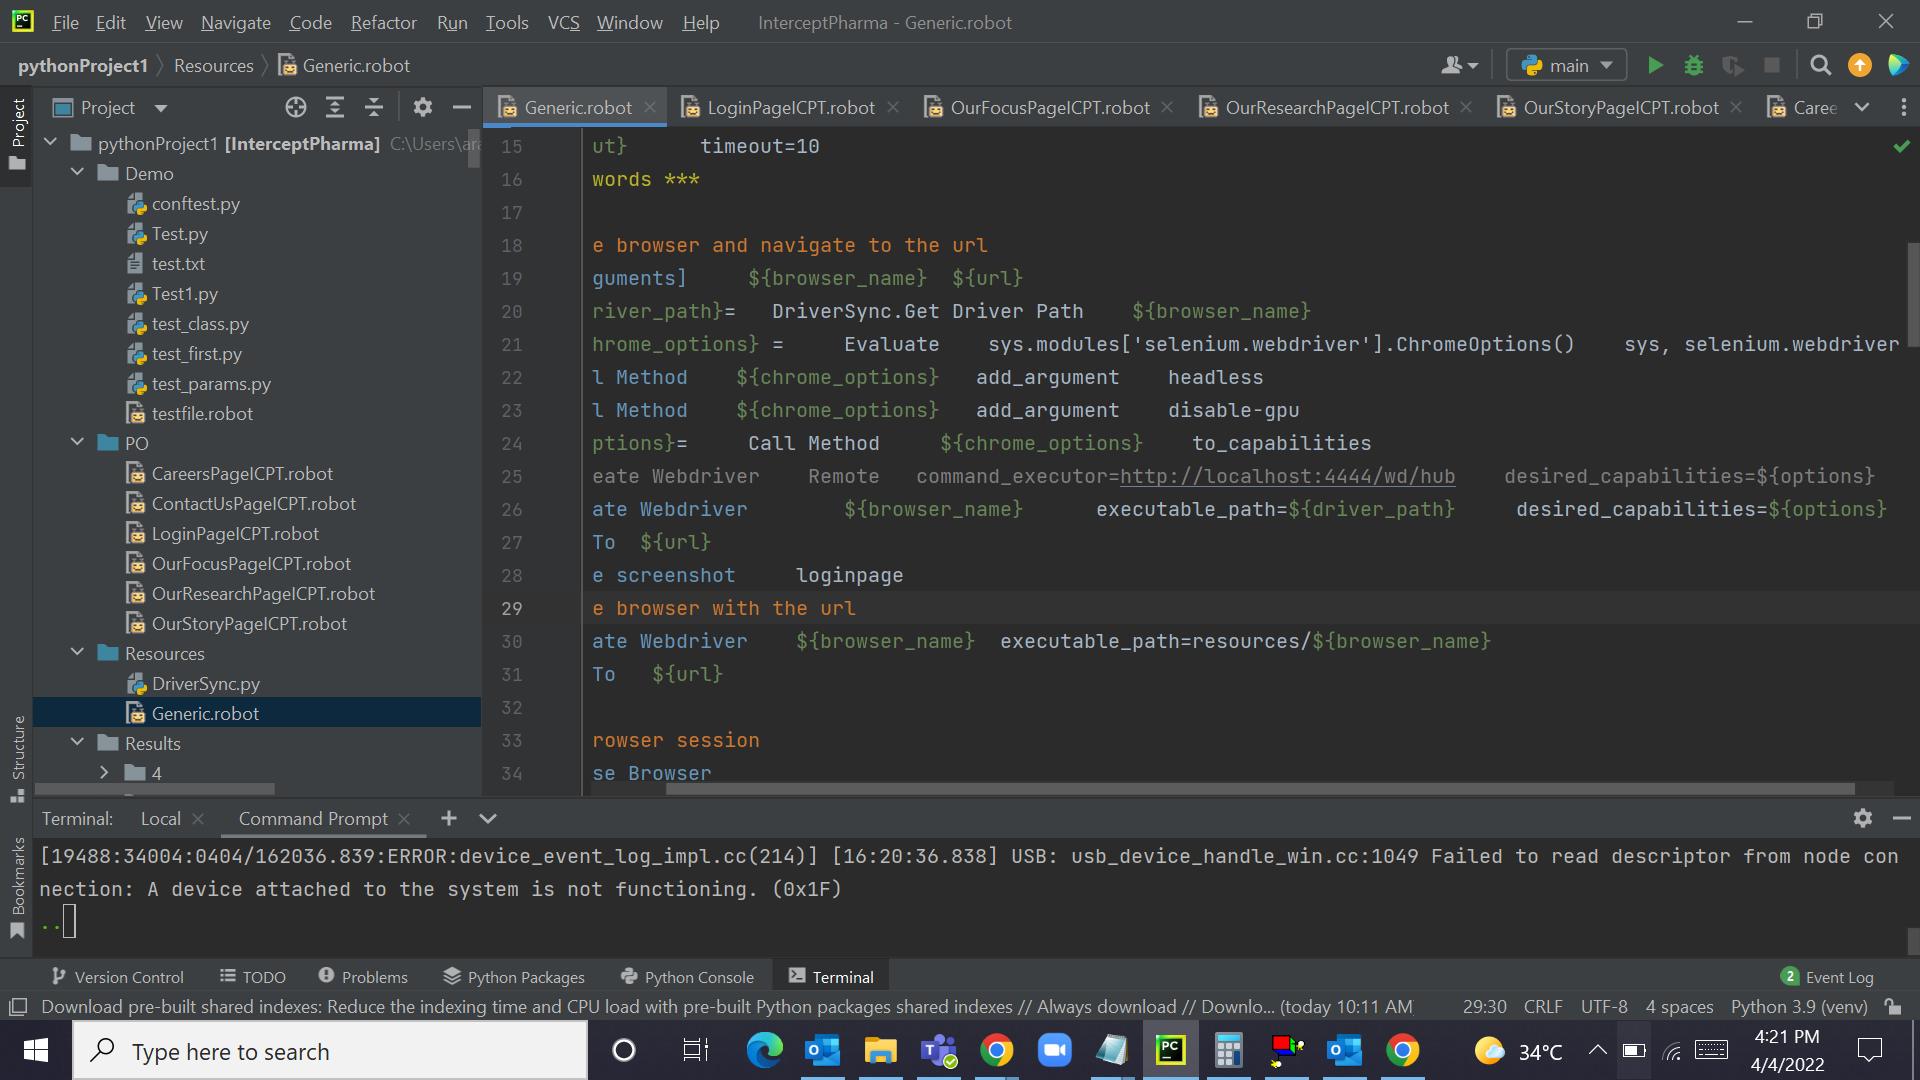 File Edit View Navigate Code Refactor Run Tools VCS Window Help InterceptPharma - Generic.robot
pythonProject1 Resources Generic.robot main
Project
Generic.robot LoginPageICPT.robot OurFocusPageICPT.robot OurResearchPageICPT.robot OurStoryPageICPT.robot Caree
Project
pythonProject1 [InterceptPharma] C:\Users\ar
Demo
conftest.py
Test.py
test.txt
Test1.py
test_class.py
test_first.py
test_params.py
testfile.robot
PO
CareersPageICPT.robot
ContactUsPageICPT.robot
LoginPageICPT.robot
OurFocusPageICPT.robot
OurResearchPageICPT.robot
OurStoryPageICPT.robot
Resources
DriverSync.py
Generic.robot
Results
4
15 ut} timeout=10
16 words ***
17
18 e browser and navigate to the url
19 guments] ${browser_name} ${url}
20 river_path}= DriverSync.Get Driver Path ${browser_name}
21 hrome_options} = Evaluate sys.modules['selenium.webdriver'].ChromeOptions() sys, selenium.webdriver
22 l Method ${chrome_options} add_argument headless
23 l Method ${chrome_options} add_argument disable-gpu
24 ptions}= Call Method ${chrome_options} to_capabilities
25 eate Webdriver Remote command_executor=http://localhost:4444/wd/hub desired_capabilities=${options}
26 ate Webdriver ${browser_name} executable_path=${driver_path} desired_capabilities=${options}
27 To ${url}
28 e screenshot loginpage
29 e browser with the url
30 ate Webdriver ${browser_name} executable_path=resources/${browser_name}
31 To ${url}
32
33 rowser session
34 se Browser
Structure
Bookmarks
Terminal: Local Command Prompt
[19488:34004:0404/162036.839:ERROR:device_event_log_impl.cc(214)] [16:20:36.838] USB: usb_device_handle_win.cc:1049 Failed to read descriptor from node con
nection: A device attached to the system is not functioning. (0x1F)
..
Version Control TODO Problems Python Packages Python Console Terminal 2 Event Log
Download pre-built shared indexes: Reduce the indexing time and CPU load with pre-built Python packages shared indexes // Always download // Downlo... (today 10:11 AM 29:30 CRLF UTF-8 4 spaces Python 3.9 (venv)
Type here to search 34°C 4:21 PM
4/4/2022